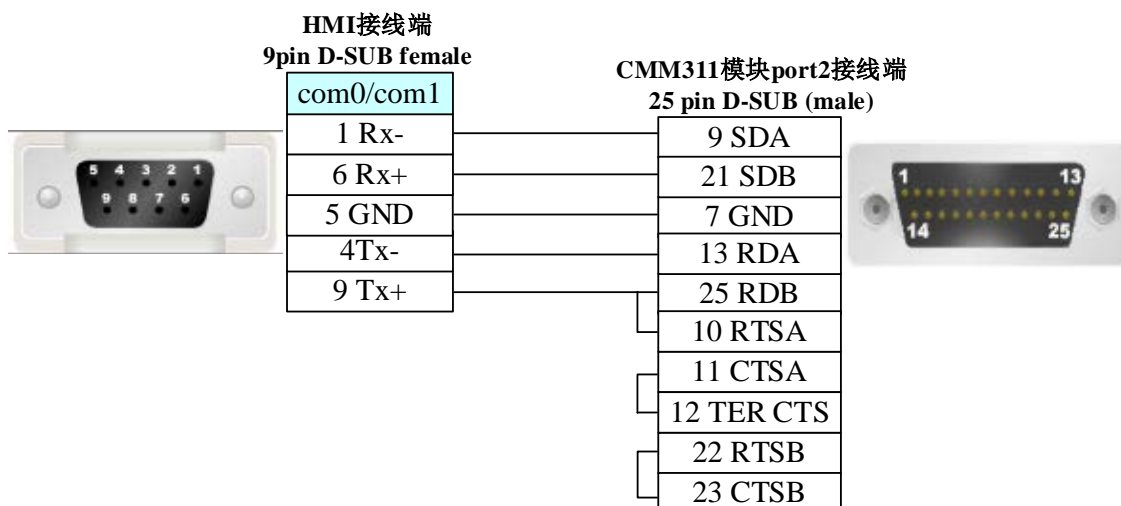 HMI接线端
9pin D-SUB female
com0/com1
1 Rx-
6 Rx+
5 GND
4Tx-
9 Tx+
5 4 3 2 1
9 8 7 6
CMM311模块port2接线端
25 pin D-SUB (male)
9 SDA
21 SDB
7 GND
13 RDA
25 RDB
10 RTSA
11 CTSA
12 TER CTS
22 RTSB
23 CTSB
1 13
14 25